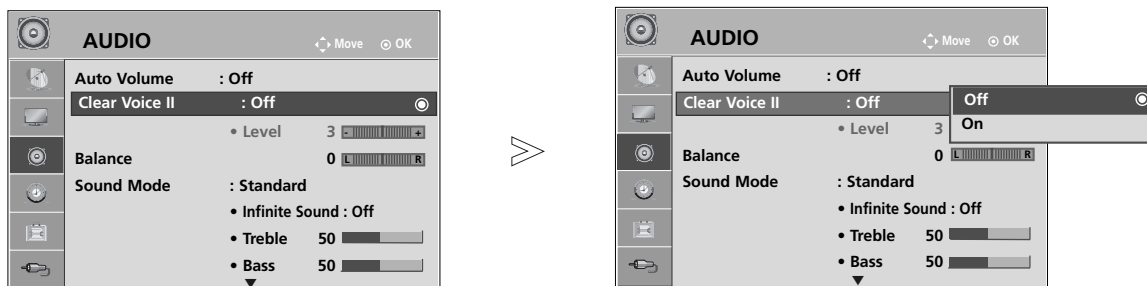 AUDIO
Move OK
Auto Volume : Off
Clear Voice II : Off
• Level 3 - +
Balance 0 L R
Sound Mode : Standard
• Infinite Sound : Off
• Treble 50
• Bass 50
AUDIO
Move OK
Auto Volume : Off
Clear Voice II : Off
Off
On
• Level 3
Balance 0 L R
Sound Mode : Standard
• Infinite Sound : Off
• Treble 50
• Bass 50